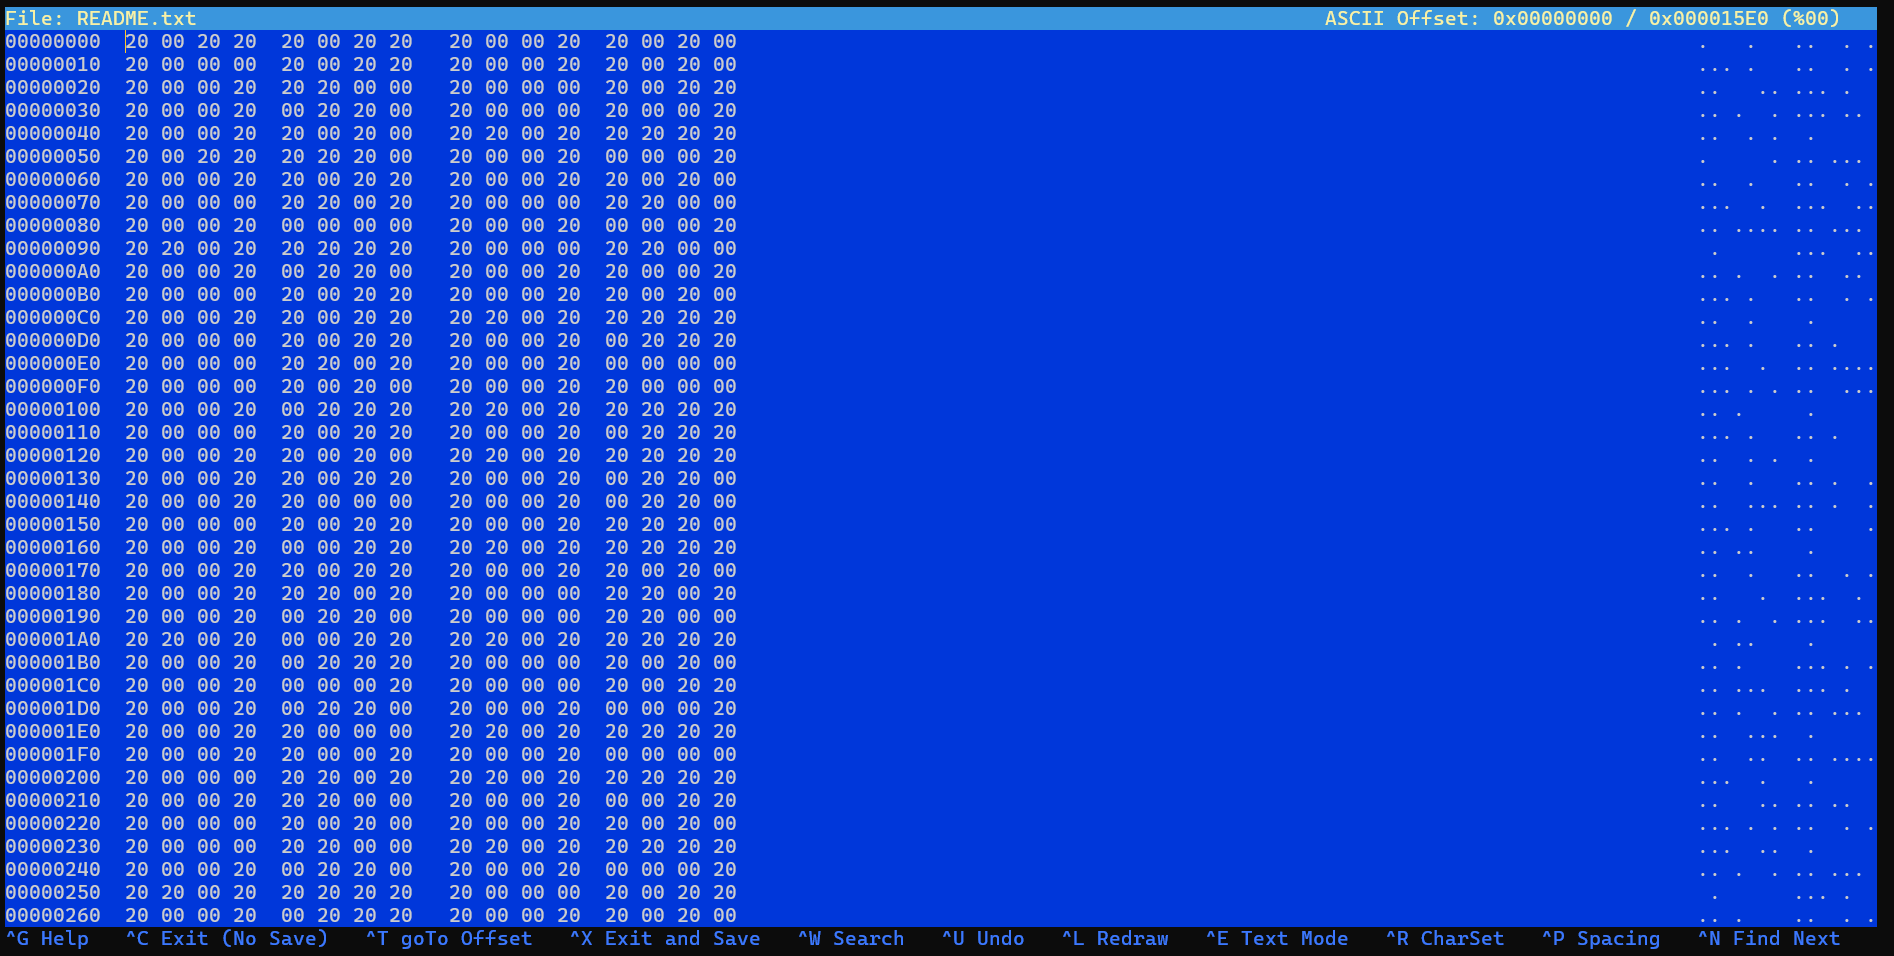 File: README.txt ASCII Offset: 0x00000000 / 0x000015E0 (%00)
00000000 20 00 20 20 20 00 20 20 20 00 00 20 20 00 20 00 .   .   ..  . .
00000010 20 00 00 00 20 00 20 20 20 00 00 20 20 00 20 00 ... .   ..  . .
00000020 20 00 00 20 20 20 00 00 20 00 00 00 20 00 20 20 ..   .. ... .
00000030 20 00 00 20 00 20 20 00 20 00 00 00 20 00 00 20 .. .  . ... ..
00000040 20 00 00 20 20 00 20 00 20 20 00 20 20 20 20 20 ..  . .  .
00000050 20 00 20 20 20 20 20 00 20 00 00 20 00 00 00 20 .     . .. ...
00000060 20 00 00 20 20 00 20 20 20 00 00 20 20 00 20 00 ..  .   ..  . .
00000070 20 00 00 00 20 20 00 20 20 00 00 00 20 20 00 00 ...  .  ...  ..
00000080 20 00 00 20 00 00 00 00 20 00 00 20 00 00 00 20 .. .... .. ...
00000090 20 20 00 20 20 20 20 20 20 00 00 00 20 20 00 00 .      ...  ..
000000A0 20 00 00 20 00 20 20 00 20 00 00 20 20 00 00 20 .. .  . ..  ..
000000B0 20 00 00 00 20 00 20 20 20 00 00 20 20 00 20 00 ... .   ..  . .
000000C0 20 00 00 20 20 00 20 20 20 20 00 20 20 20 20 20 ..  .    .
000000D0 20 00 00 00 20 00 20 20 20 00 00 20 00 20 20 20 ... .   .. .
000000E0 20 00 00 00 20 20 00 20 20 00 00 20 00 00 00 00 ...  .  .. ....
000000F0 20 00 00 00 20 00 20 00 20 00 00 20 20 00 00 00 ... . . ..  ...
00000100 20 00 00 20 00 20 20 20 20 20 00 20 20 20 20 20 .. .     .
00000110 20 00 00 00 20 00 20 20 20 00 00 20 00 20 20 20 ... .   .. .
00000120 20 00 00 20 20 00 20 00 20 20 00 20 20 20 20 20 ..  . .  .
00000130 20 00 00 20 20 00 20 20 20 00 00 20 00 20 20 00 ..  .   .. .  .
00000140 20 00 00 20 20 00 00 00 20 00 00 20 00 20 20 00 ..  ... .. .  .
00000150 20 00 00 00 20 00 20 20 20 00 00 20 20 20 20 00 ... .   ..    .
00000160 20 00 00 20 00 00 20 20 20 20 00 20 20 20 20 20 .. ..    .
00000170 20 00 00 20 20 00 20 20 20 00 00 20 20 00 20 00 ..  .   ..  . .
00000180 20 00 00 20 20 20 00 20 20 00 00 00 20 20 00 20 ..   .  ...  .
00000190 20 00 00 20 00 20 20 00 20 00 00 00 20 20 00 00 .. .  . ...  ..
000001A0 20 20 00 20 00 00 20 20 20 20 00 20 20 20 20 20 . ..    .
000001B0 20 00 00 20 00 20 20 20 20 00 00 00 20 00 20 00 .. .    ... . .
000001C0 20 00 00 20 00 00 00 20 20 00 00 00 20 00 20 20 .. ...  ... .
000001D0 20 00 00 20 00 20 20 00 20 00 00 20 00 00 00 20 .. .  . .. ...
000001E0 20 00 00 20 20 00 00 00 20 20 00 20 20 20 20 20 ..  ...  .
000001F0 20 00 00 20 20 00 00 20 20 00 00 20 00 00 00 00 ..  ..  .. ....
00000200 20 00 00 00 20 20 00 20 20 20 00 20 20 20 20 20 ...  .   .
00000210 20 00 00 20 20 20 00 00 20 00 00 20 00 00 20 20 ..   .. .. ..
00000220 20 00 00 00 20 00 20 00 20 00 00 20 20 00 20 00 ... . . ..  . .
00000230 20 00 00 00 20 20 00 00 20 20 00 20 20 20 20 20 ...  ..  .
00000240 20 00 00 20 00 20 20 00 20 00 00 20 00 00 00 20 .. .  . .. ...
00000250 20 20 00 20 20 20 20 20 20 00 00 00 20 00 20 20 .      ... .
00000260 20 00 00 20 00 20 20 20 20 00 00 20 20 00 20 00 .. .    ..  . .
^G Help ^C Exit (No Save) ^T goTo Offset ^X Exit and Save ^W Search ^U Undo ^L Redraw ^E Text Mode ^R CharSet ^P Spacing ^N Find Next